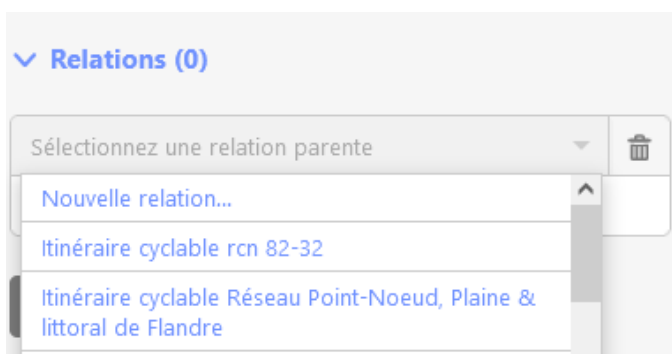 Relations (0)
Sélectionnez une relation parente
Nouvelle relation...
Itinéraire cyclable rcn 82-32
Itinéraire cyclable Réseau Point-Noeud, Plaine &
littoral de Flandre